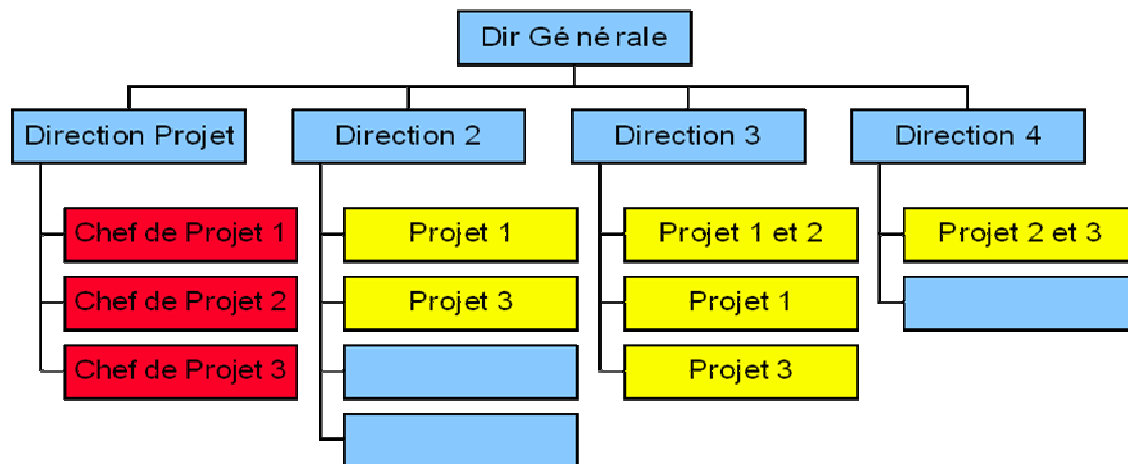 Dir Générale
Direction Projet
Direction 2
Direction 3
Direction 4
Chef de Projet 1
Projet 1
Projet 1 et 2
Projet 2 et 3
Chef de Projet 2
Projet 3
Projet 1
Chef de Projet 3
Projet 3